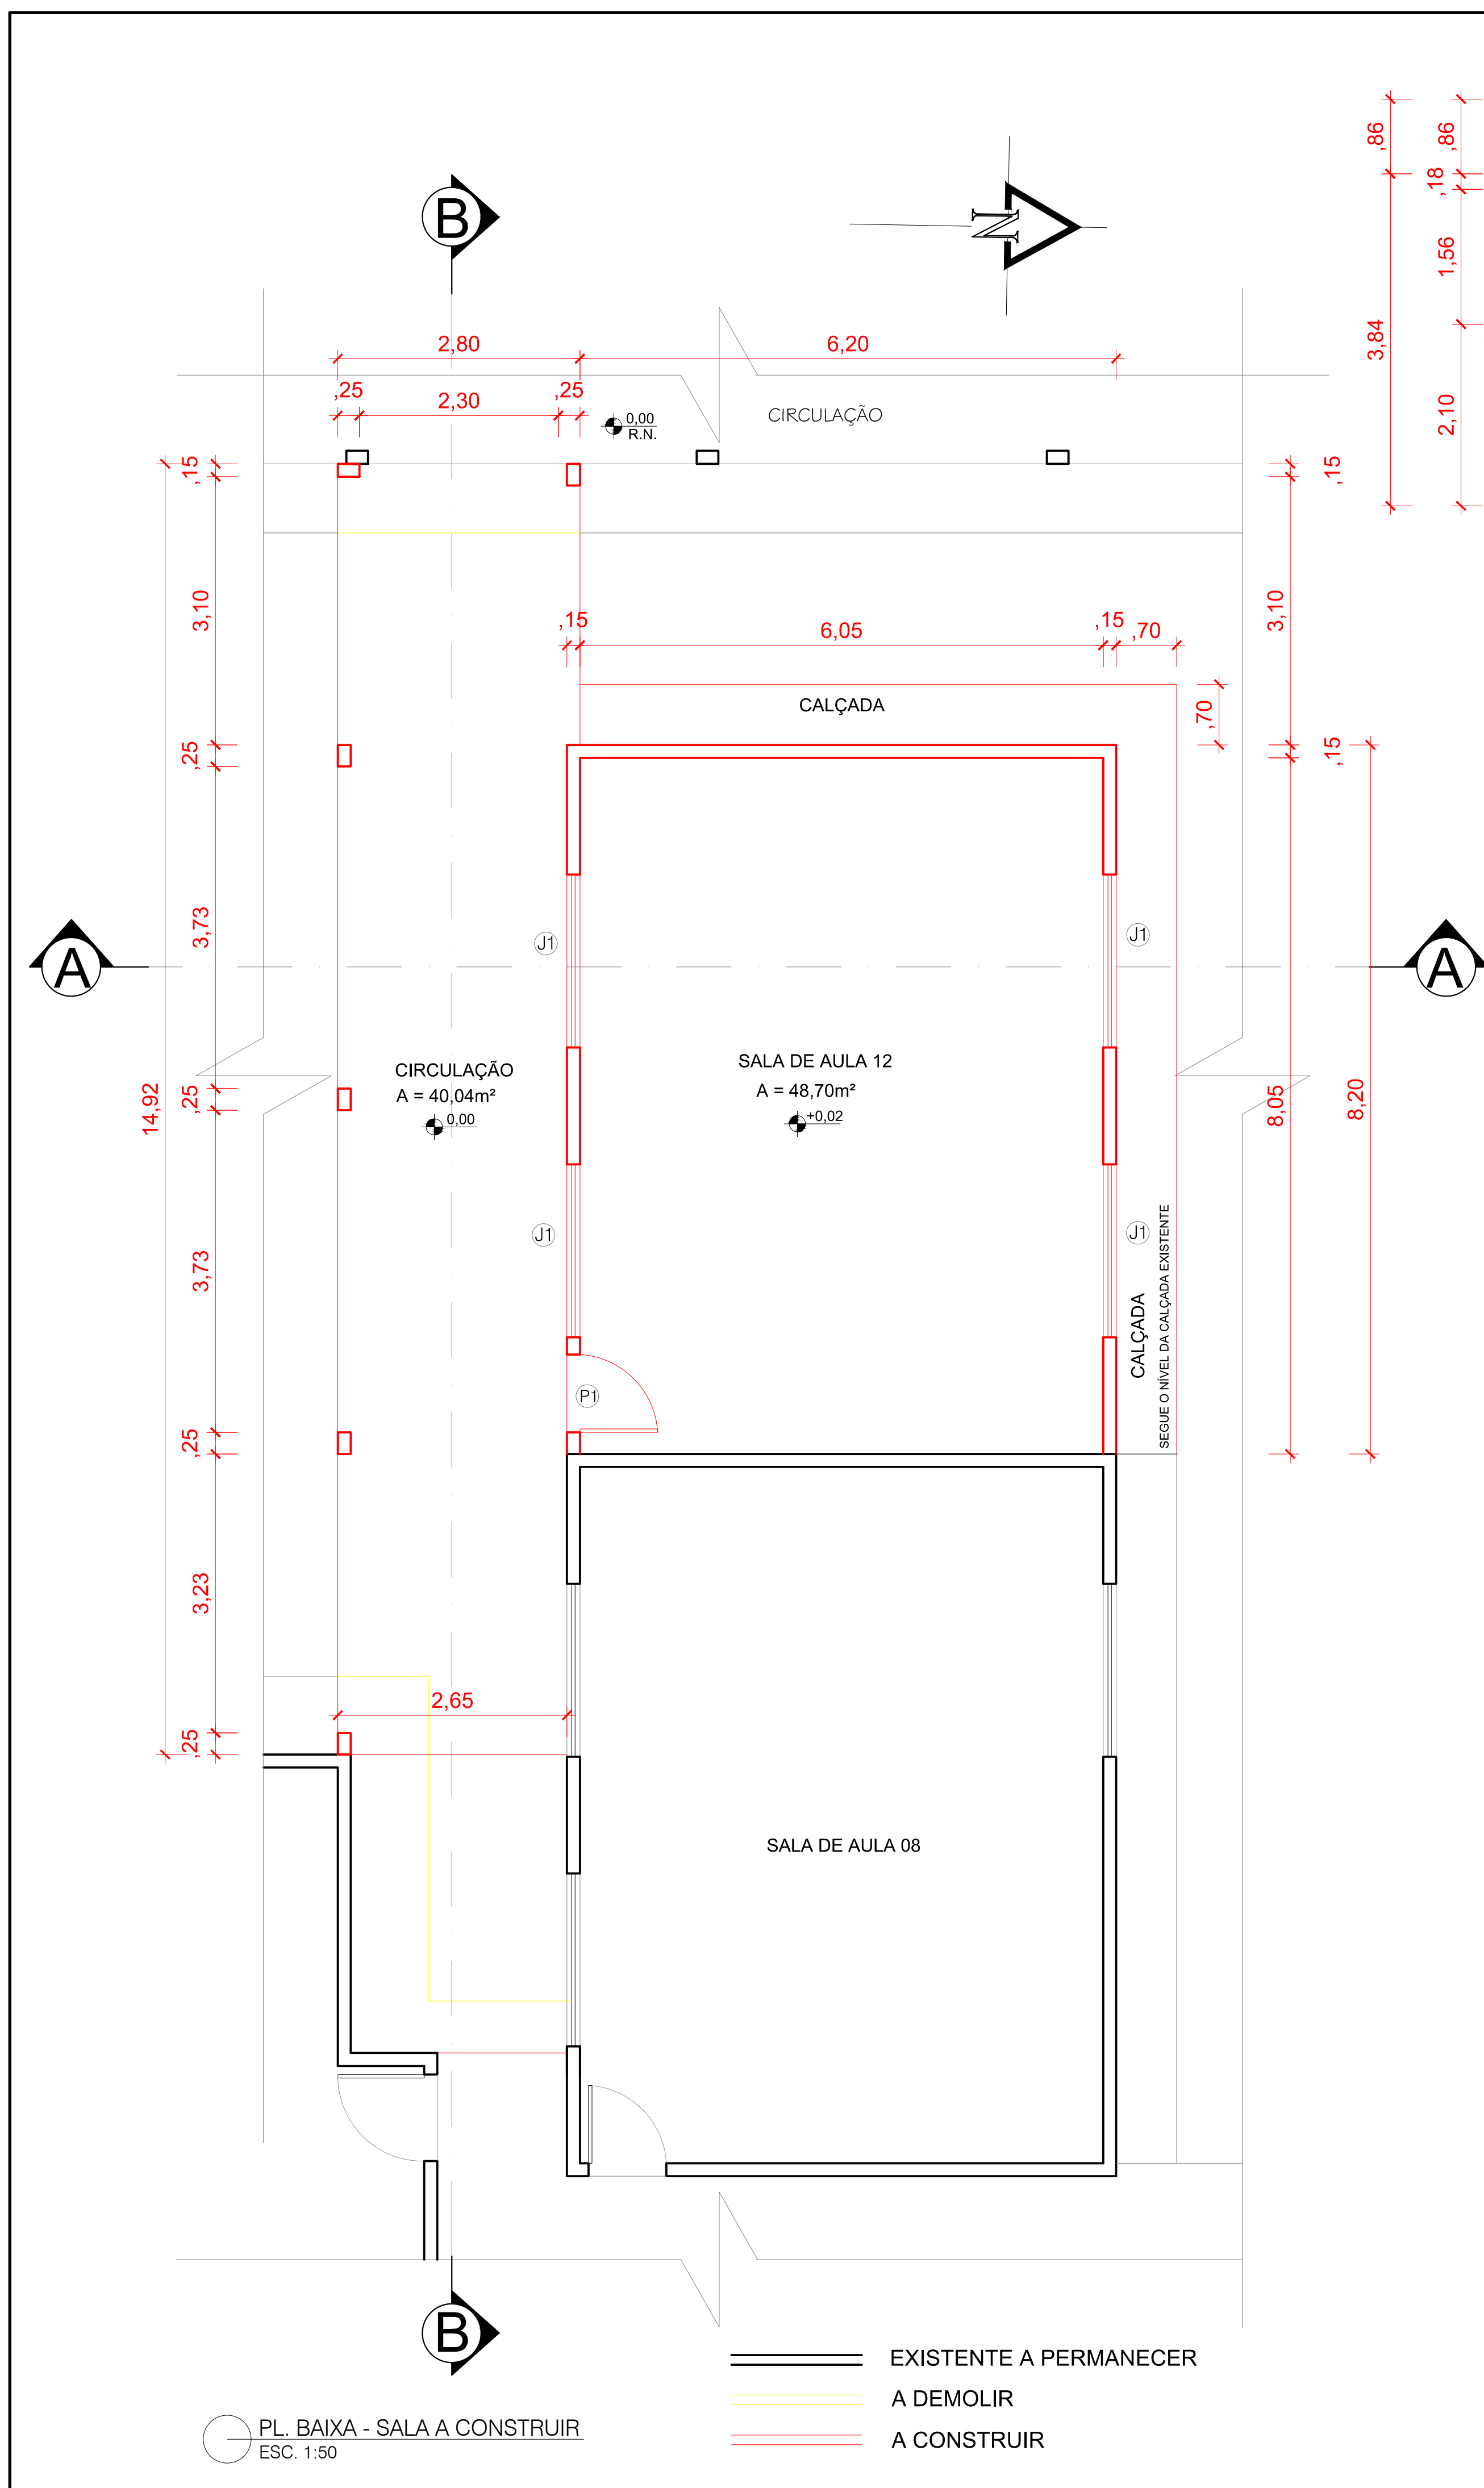 ,86
,86
,18
1,56
3,84
2,10
B
N
2,80
6,20
,25
2,30
,25
0,00
R.N.
CIRCULAÇÃO
,15
,15
3,10
3,10
,15
6,05
,15
,70
,70
CALÇADA
,25
,15
3,73
J1
J1
A
A
SALA DE AULA 12
A = 48,70m²
+0,02
CIRCULAÇÃO
A = 40,04m²
0,00
14,92
,25
8,05
8,20
J1
J1
3,73
CALÇADA
SEGUE O NÍVEL DA CALÇADA EXISTENTE
P1
,25
3,23
2,65
,25
SALA DE AULA 08
B
EXISTENTE A PERMANECER
A DEMOLIR
A CONSTRUIR
PL. BAIXA - SALA A CONSTRUIR
ESC. 1:50